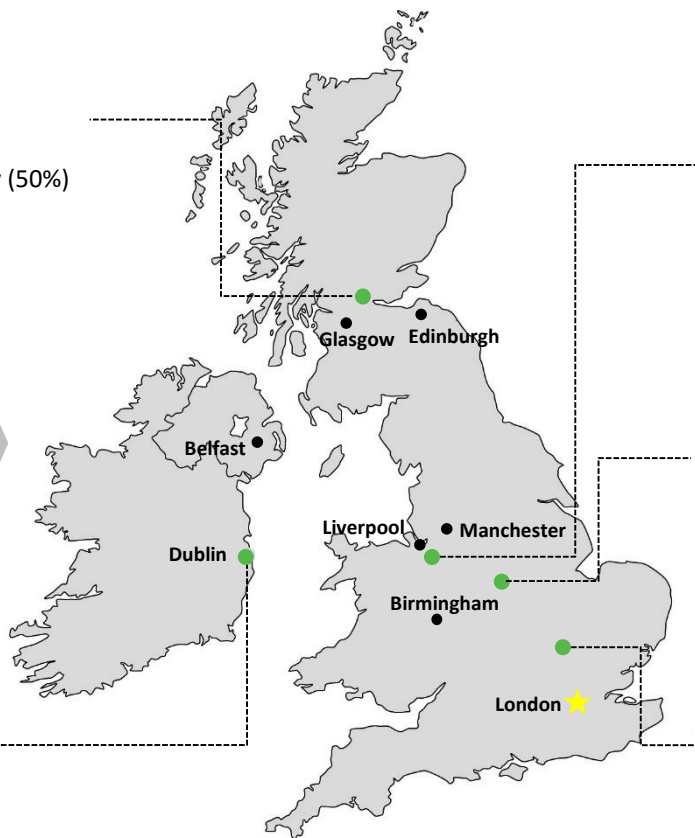 (50%)
Glasgow
Edinburgh
Belfast
Liverpool
Manchester
Dublin
Birmingham
London